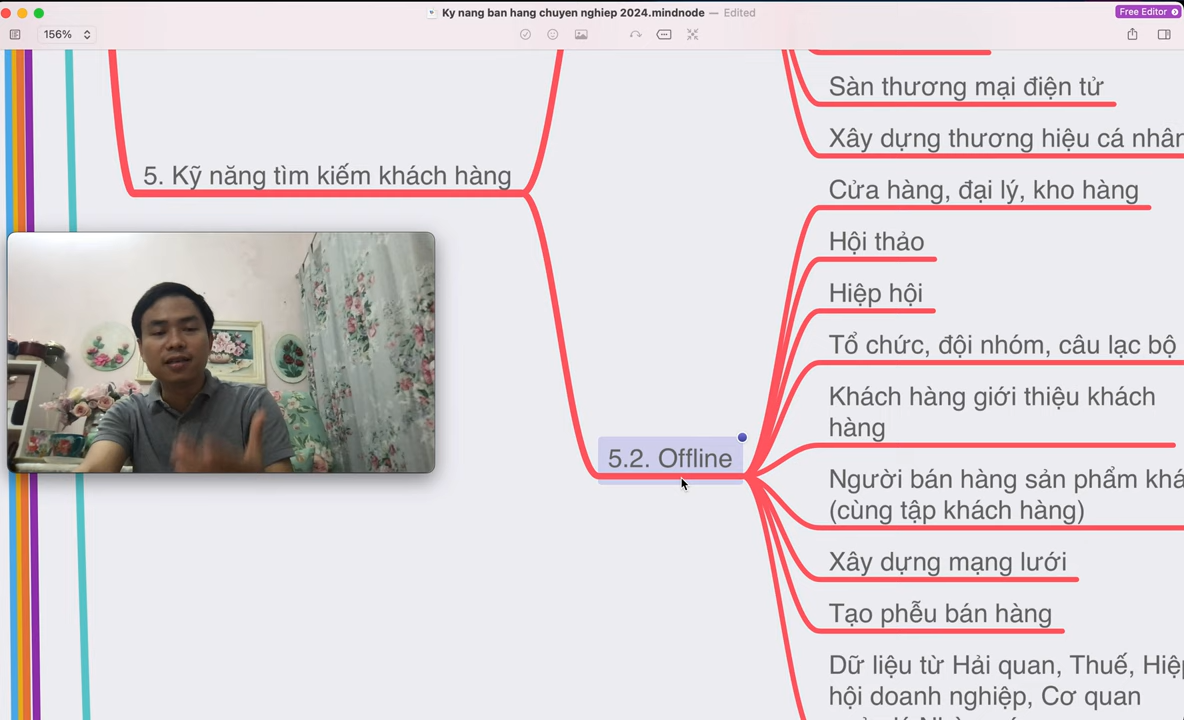 Ky nang ban hang chuyen nghiep 2024.mindnode — Edited
Free Editor
156%
Sàn thương mại điện tử
Xây dựng thương hiệu cá nhân
5. Kỹ năng tìm kiếm khách hàng
Cửa hàng, đại lý, kho hàng
Hội thảo
Hiệp hội
Tổ chức, đội nhóm, câu lạc bộ
Khách hàng giới thiệu khách
hàng
5.2. Offline
Người bán hàng sản phẩm khá
(cùng tập khách hàng)
Xây dựng mạng lưới
Tạo phễu bán hàng
Dữ liệu từ Hải quan, Thuế, Hiệp
hội doanh nghiệp, Cơ quan